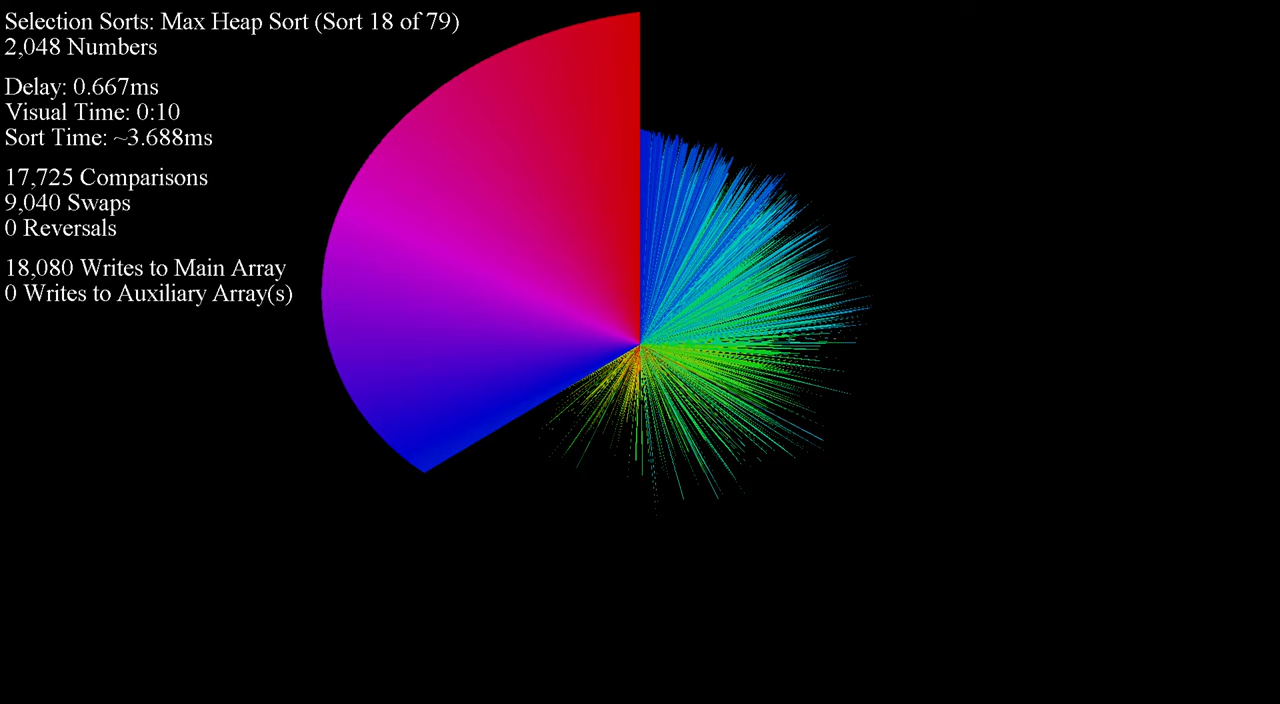 Selection Sorts: Max Heap Sort (Sort 18 of 79)
2,048 Numbers
Delay: 0.667ms
Visual Time: 0:10
Sort Time: ~3.688ms
17,725 Comparisons
9,040 Swaps
0 Reversals
18,080 Writes to Main Array
0 Writes to Auxiliary Array(s)